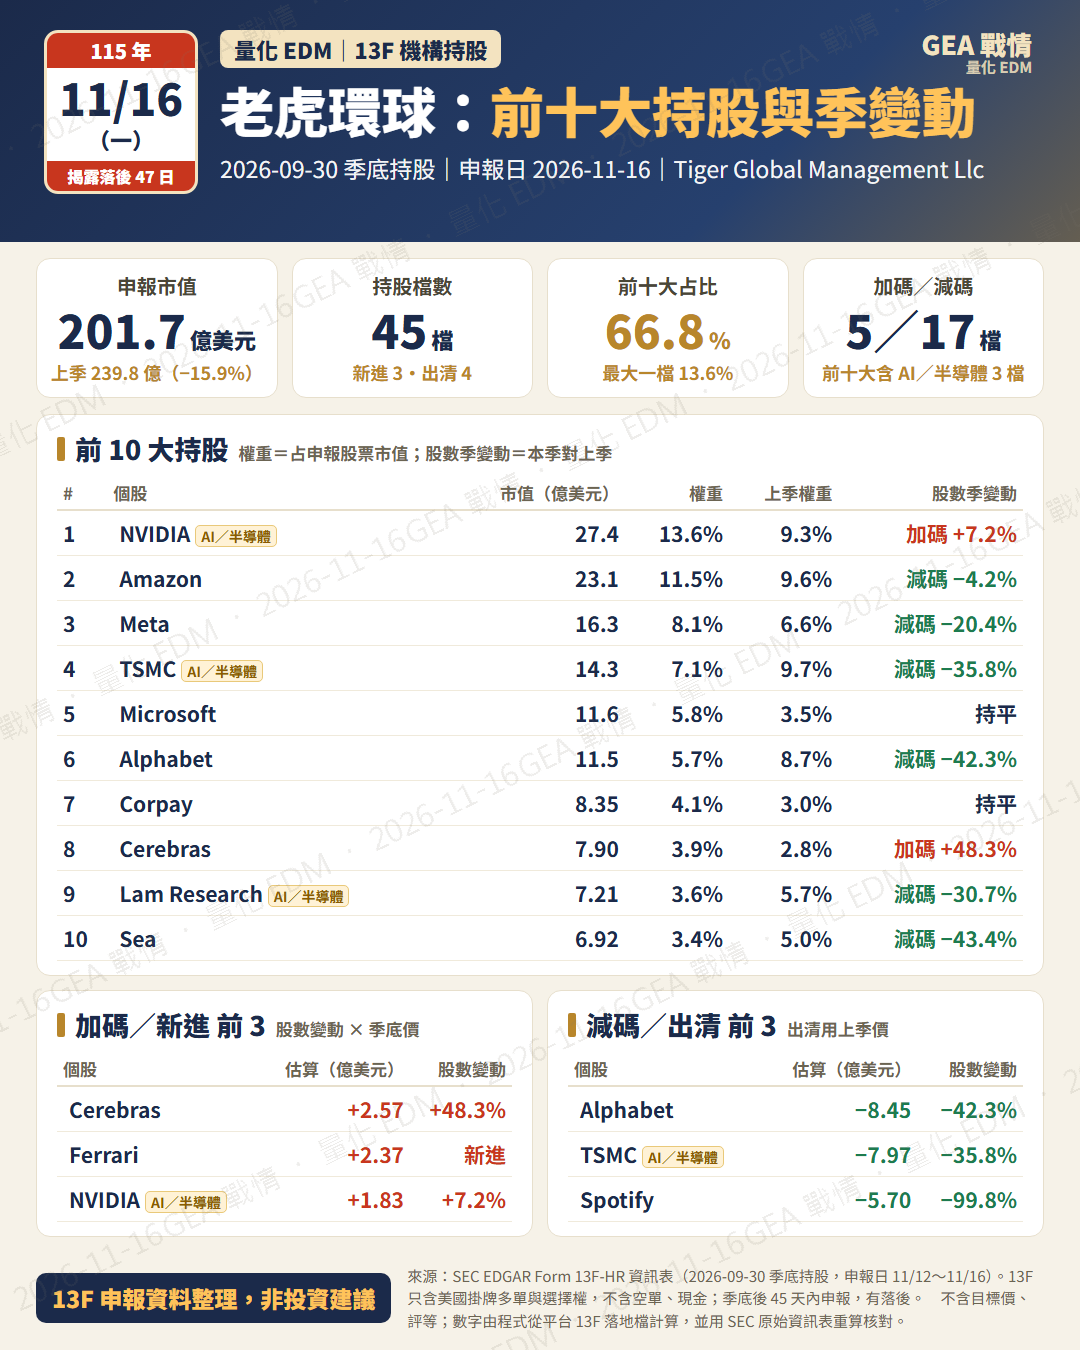 115 年
11/16
（一）
揭露落後 47 日
量化 EDM｜13F 機構持股
老虎環球：前十大持股與季變動
2026-09-30 季底持股｜申報日 2026-11-16｜Tiger Global Management Llc
GEA 戰情
量化 EDM
申報市值
201.7 億美元
上季 239.8 億（−15.9%）
持股檔數
45 檔
新進 3・出清 4
前十大占比
66.8 %
最大一檔 13.6%
加碼／減碼
5／17 檔
前十大含 AI／半導體 3 檔
前 10 大持股 權重＝占申報股票市值；股數季變動＝本季對上季
# 個股 市值（億美元） 權重 上季權重 股數季變動
1 NVIDIA AI／半導體 27.4 13.6% 9.3% 加碼 +7.2%
2 Amazon 23.1 11.5% 9.6% 減碼 −4.2%
3 Meta 16.3 8.1% 6.6% 減碼 −20.4%
4 TSMC AI／半導體 14.3 7.1% 9.7% 減碼 −35.8%
5 Microsoft 11.6 5.8% 3.5% 持平
6 Alphabet 11.5 5.7% 8.7% 減碼 −42.3%
7 Corpay 8.35 4.1% 3.0% 持平
8 Cerebras 7.90 3.9% 2.8% 加碼 +48.3%
9 Lam Research AI／半導體 7.21 3.6% 5.7% 減碼 −30.7%
10 Sea 6.92 3.4% 5.0% 減碼 −43.4%
加碼／新進 前 3 股數變動 × 季底價
個股 估算（億美元） 股數變動
Cerebras +2.57 +48.3%
Ferrari +2.37 新進
NVIDIA AI／半導體 +1.83 +7.2%
減碼／出清 前 3 出清用上季價
個股 估算（億美元） 股數變動
Alphabet −8.45 −42.3%
TSMC AI／半導體 −7.97 −35.8%
Spotify −5.70 −99.8%
13F 申報資料整理，非投資建議
來源：SEC EDGAR Form 13F-HR 資訊表（2026-09-30 季底持股，申報日 11/12～11/16）。13F
只含美國掛牌多單與選擇權，不含空單、現金；季底後 45 天內申報，有落後。 不含目標價、
評等；數字由程式從平台 13F 落地檔計算，並用 SEC 原始資訊表重算核對。